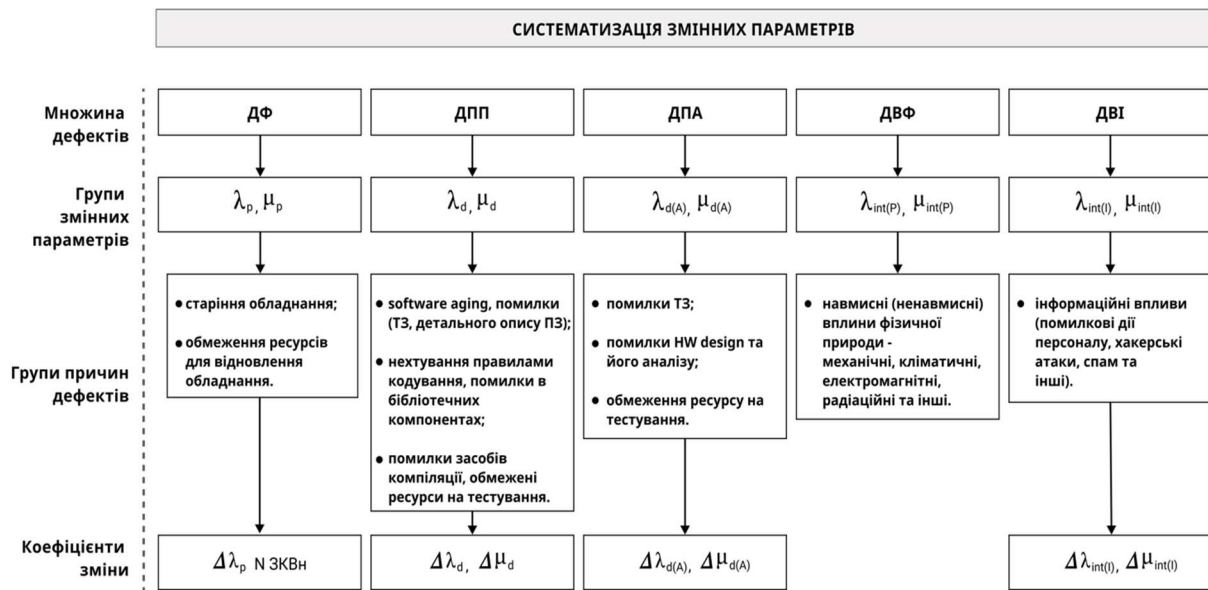 СИСТЕМАТИЗАЦІЯ ЗМІННИХ ПАРАМЕТРІВ
Множина
дефектів
ДФ
ДПП
ДПА
ДВФ
ДВІ
Групи
змінних
параметрів
λp, μp
λd, μd
λd(A), μd(A)
λint(P), μint(P)
λint(I), μint(I)
Групи причин
дефектів
● старіння обладнання;
● обмеження ресурсів
для відновлення
обладнання.
● software aging, помилки
(ТЗ, детального опису ПЗ);
● нехтування правилами
кодування, помилки в
бібліотечних
компонентах;
● помилки засобів
компіляції, обмежені
ресурси на тестування.
● помилки ТЗ;
● помилки HW design та
його аналізу;
● обмеження ресурсу на
тестування.
● навмисні (ненавмисні)
вплини фізичної
природи -
механічні, кліматичні,
електромагнітні,
радіаційні та інші.
● інформаційні впливи
(помилкові дії
персоналу, хакерські
атаки, спам та
інші).
Коефіцієнти
зміни
Δλp N ЗКВн
Δλd, Δμd
Δλd(A), Δμd(A)
Δλint(I), Δμint(I)